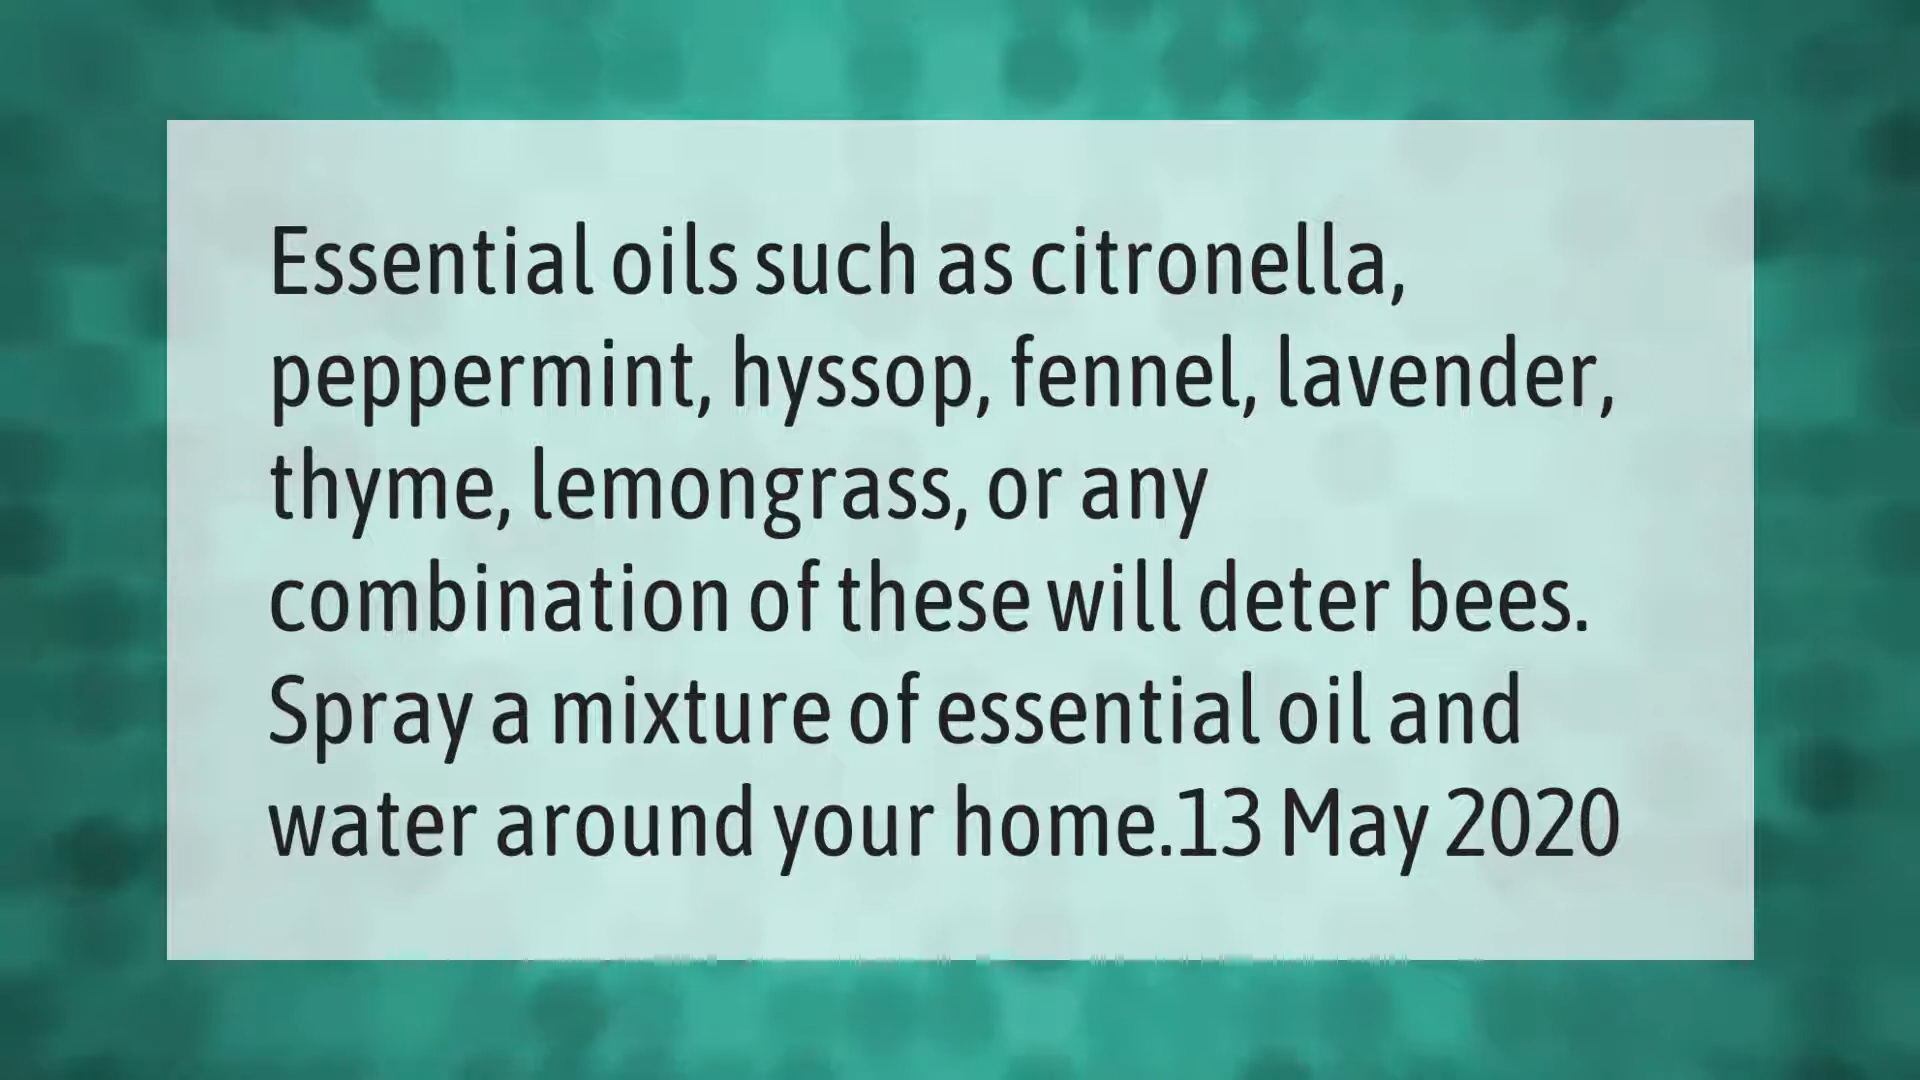 Essential oils such as citronella,
peppermint, hyssop, fennel, lavender,
thyme, lemongrass, or any
combination of these will deter bees.
Spray a mixture of essential oil and
water around your home.13 May 2020